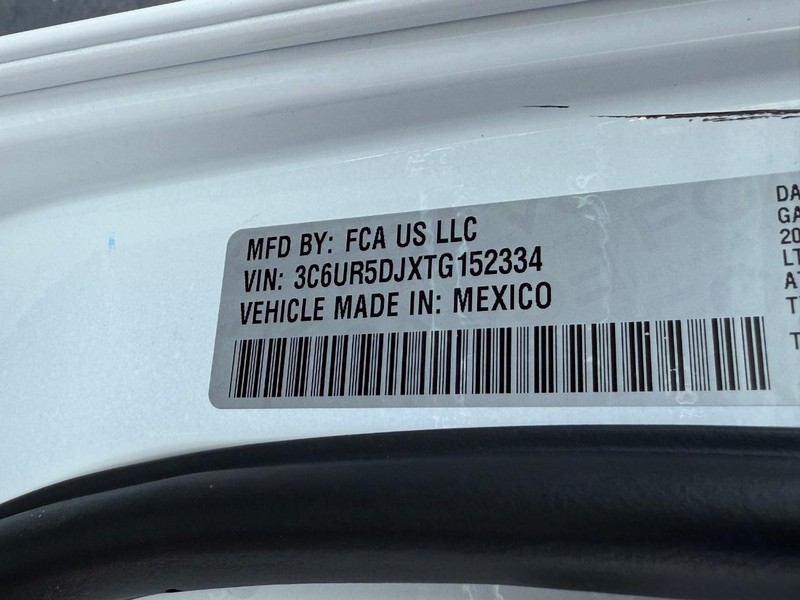 MFD BY: FCA US LLC
VIN: 3C6UR5DJXTG152334
VEHICLE MADE IN: MEXICO